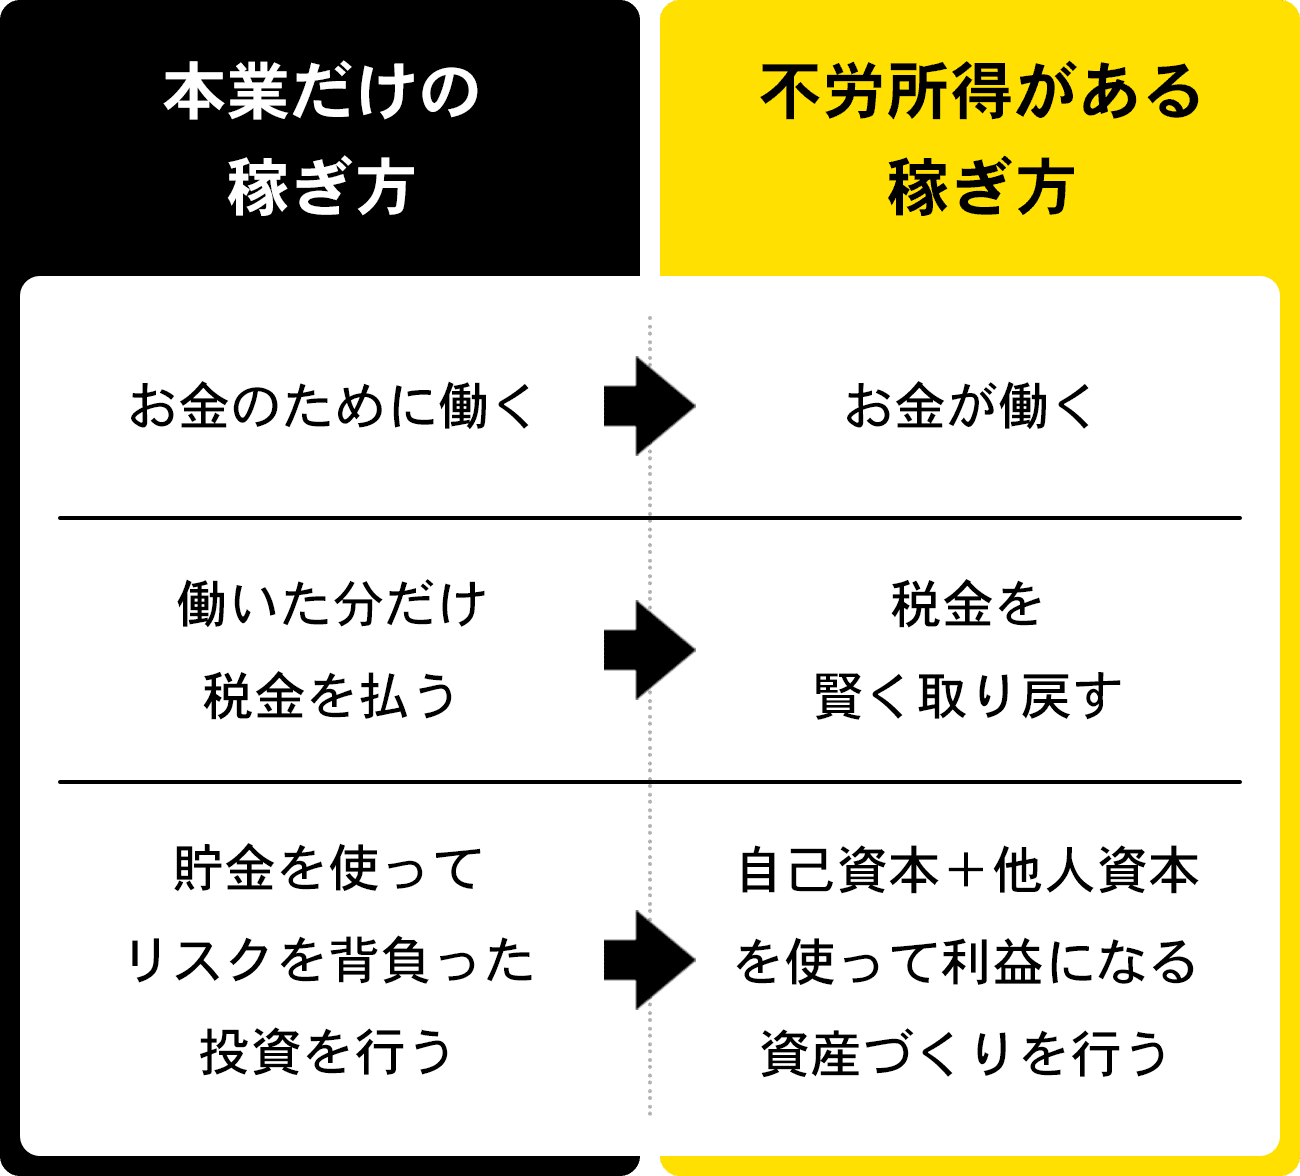 本業だけの
稼ぎ方
不労所得がある
稼ぎ方
お金のために働く
お金が働く
働いた分だけ
税金を払う
税金を
賢く取り戻す
貯金を使って
リスクを背負った
投資を行う
自己資本＋他人資本
を使って利益になる
資産づくりを行う